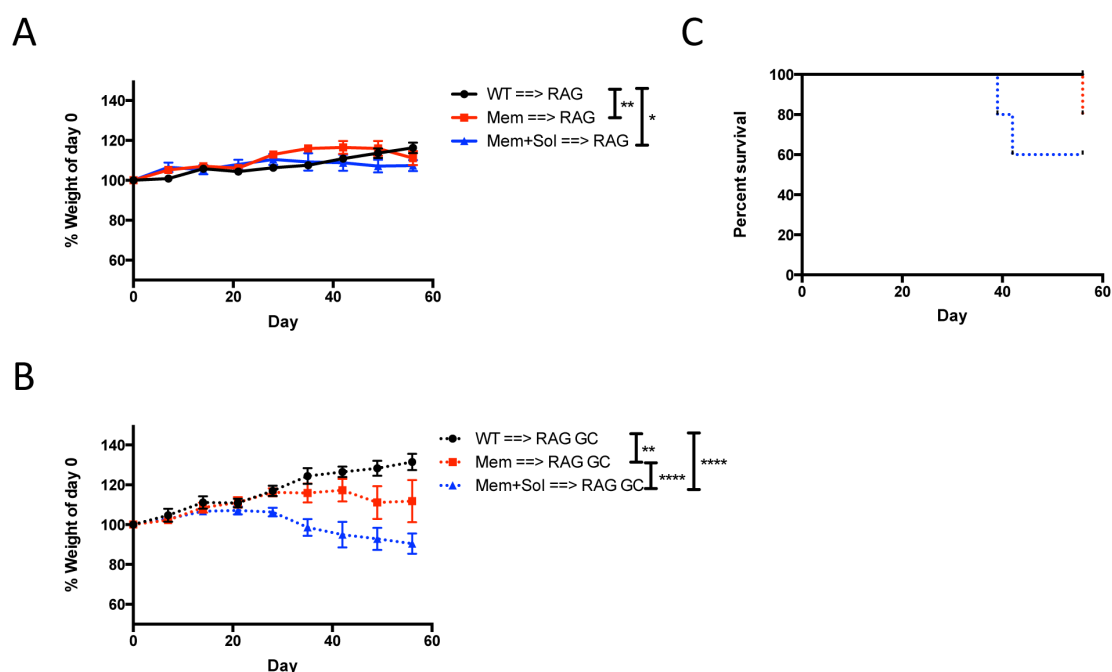 A
% Weight of day 0
140
120
100
80
60
0
20
40
60
Day
WT ==> RAG
Mem ==> RAG
Mem+Sol ==> RAG
**
*
C
Percent survival
100
80
60
40
20
0
0
20
40
60
Day
B
% Weight of day 0
140
120
100
80
60
0
20
40
60
Day
WT ==> RAG GC
Mem ==> RAG GC
Mem+Sol ==> RAG GC
**
****
****